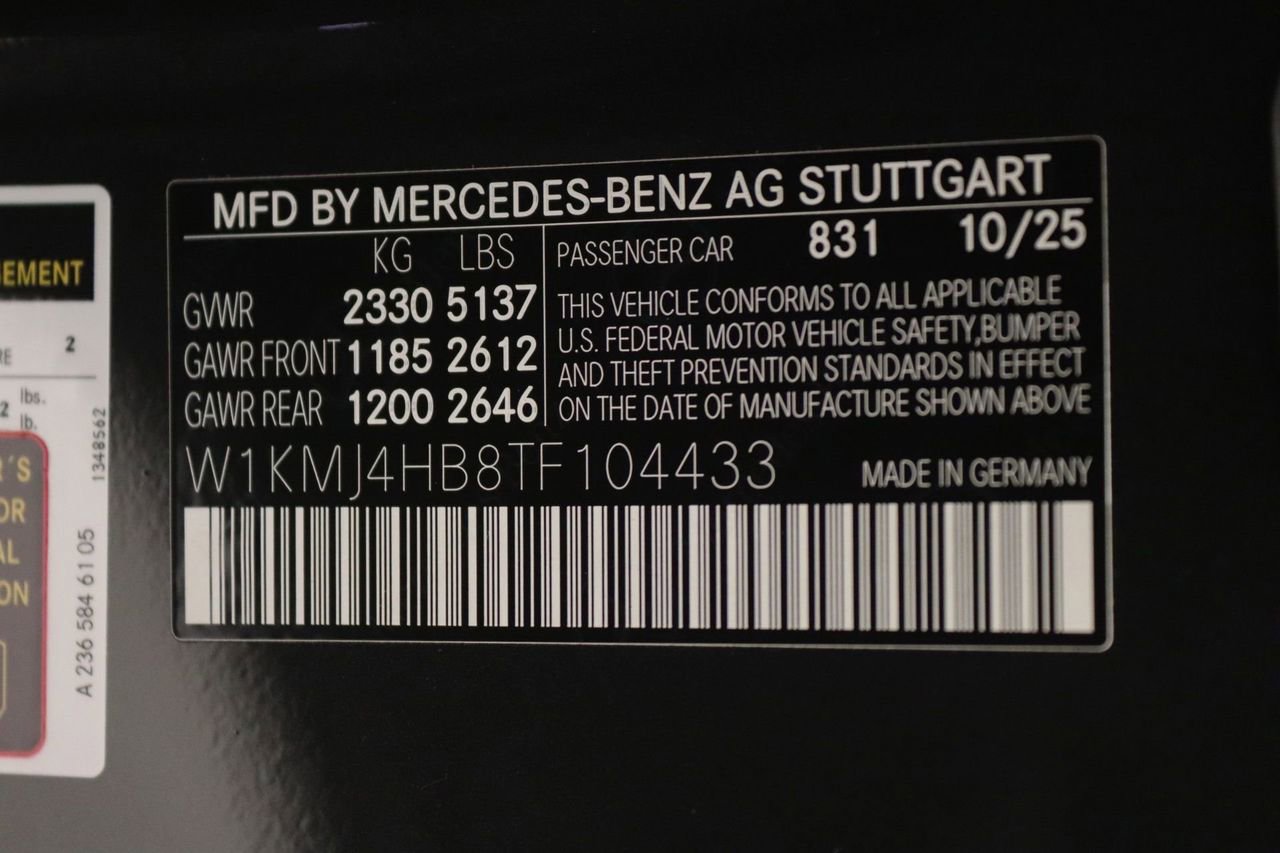 MFD BY MERCEDES-BENZ AG STUTTGART
KG LBS
GVWR 2330 5137
GAWR FRONT 1185 2612
GAWR REAR 1200 2646
PASSENGER CAR 831 10/25
THIS VEHICLE CONFORMS TO ALL APPLICABLE
U.S. FEDERAL MOTOR VEHICLE SAFETY,BUMPER
AND THEFT PREVENTION STANDARDS IN EFFECT
ON THE DATE OF MANUFACTURE SHOWN ABOVE
W1KMJ4HB8TF104433 MADE IN GERMANY
2
lbs.
lb.
1348562
A 236 584 61 05